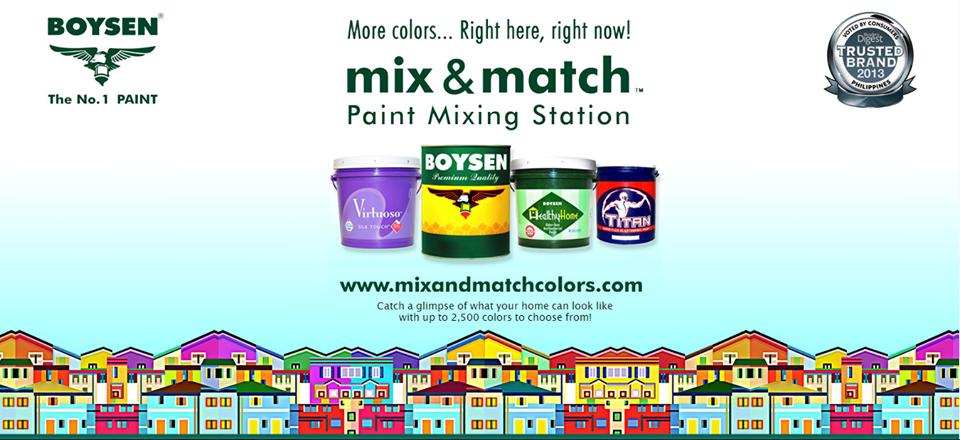 BOYSEN®
The No.1 PAINT
More colors... Right here, right now!
mix & match™
Paint Mixing Station
VOTED BY CONSUMERS
Reader's Digest
TRUSTED BRAND
2013
PHILIPPINES
Virtuoso
SILK TOUCH
BOYSEN
Premium Quality
BOYSEN
HealthyHome
TITAN
www.mixandmatchcolors.com
Catch a glimpse of what your home can look like
with up to 2,500 colors to choose from!